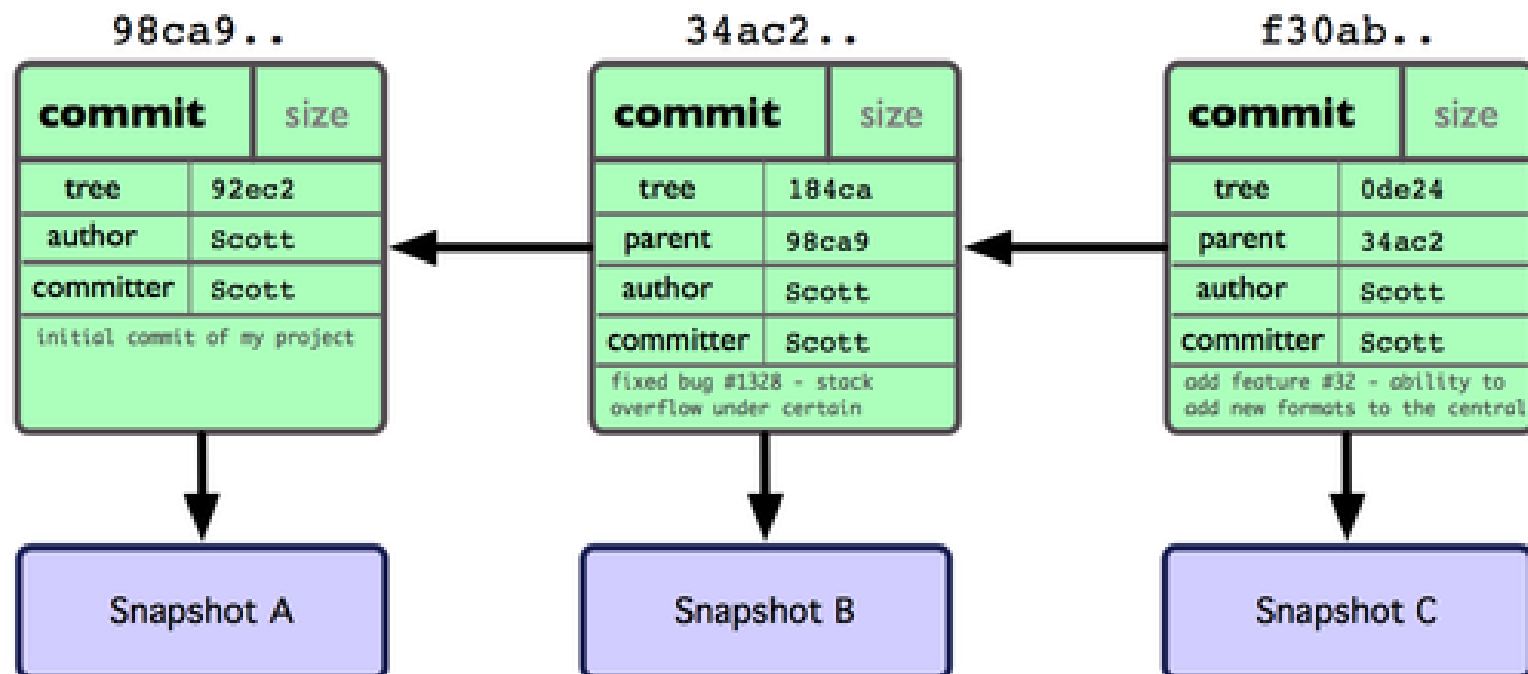 98ca9..
commit size
tree 92ec2
author Scott
committer Scott
initial commit of my project
Snapshot A
34ac2..
commit size
tree 184ca
parent 98ca9
author Scott
committer Scott
fixed bug #1328 - stack
overflow under certain
Snapshot B
f30ab..
commit size
tree 0de24
parent 34ac2
author Scott
committer Scott
add feature #32 - ability to
add new formats to the central
Snapshot C